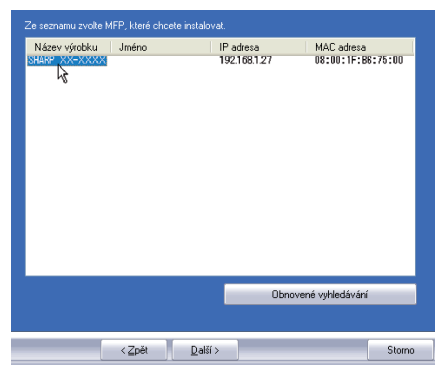 Ze seznamu zvolte MFP, které chcete instalovat.
Název výrobku Jméno IP adresa MAC adresa
SHARP XX-XXXX 192.168.1.27 08:00:1F:B8:75:00
Obnovené vyhledávání
< Zpět Další > Storno